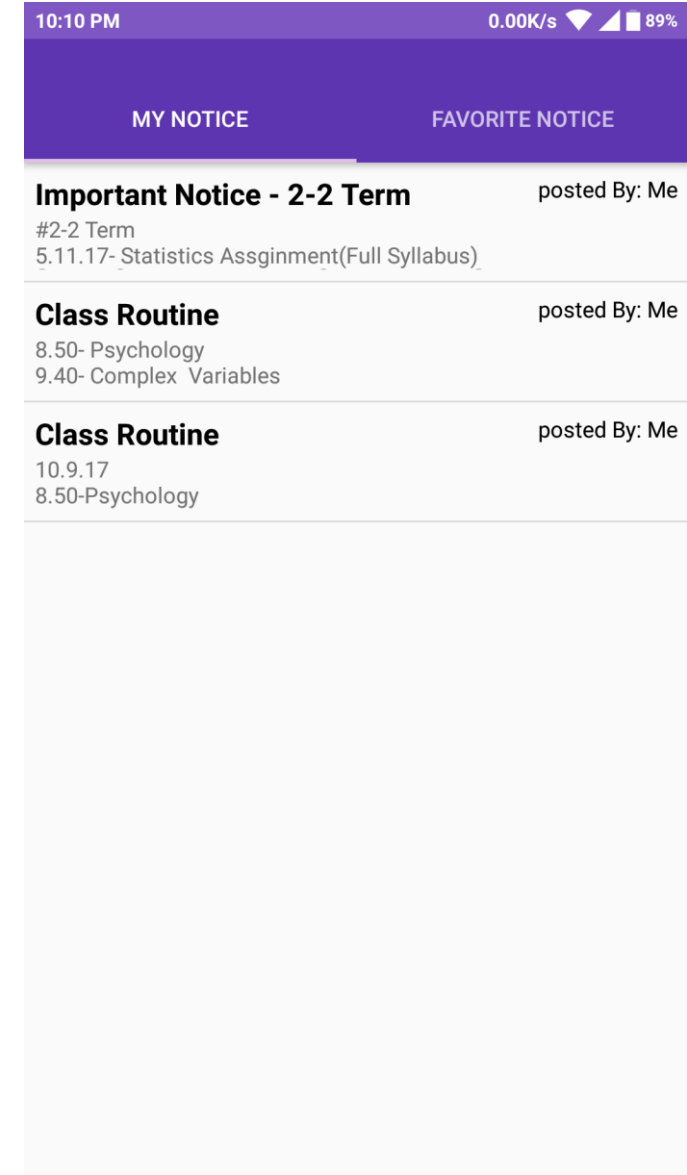 10:10 PM 0.00K/s 89%
MY NOTICE FAVORITE NOTICE
Important Notice - 2-2 Term posted By: Me
#2-2 Term
5.11.17- Statistics Assginment(Full Syllabus)
Class Routine posted By: Me
8.50- Psychology
9.40- Complex  Variables
Class Routine posted By: Me
10.9.17
8.50-Psychology